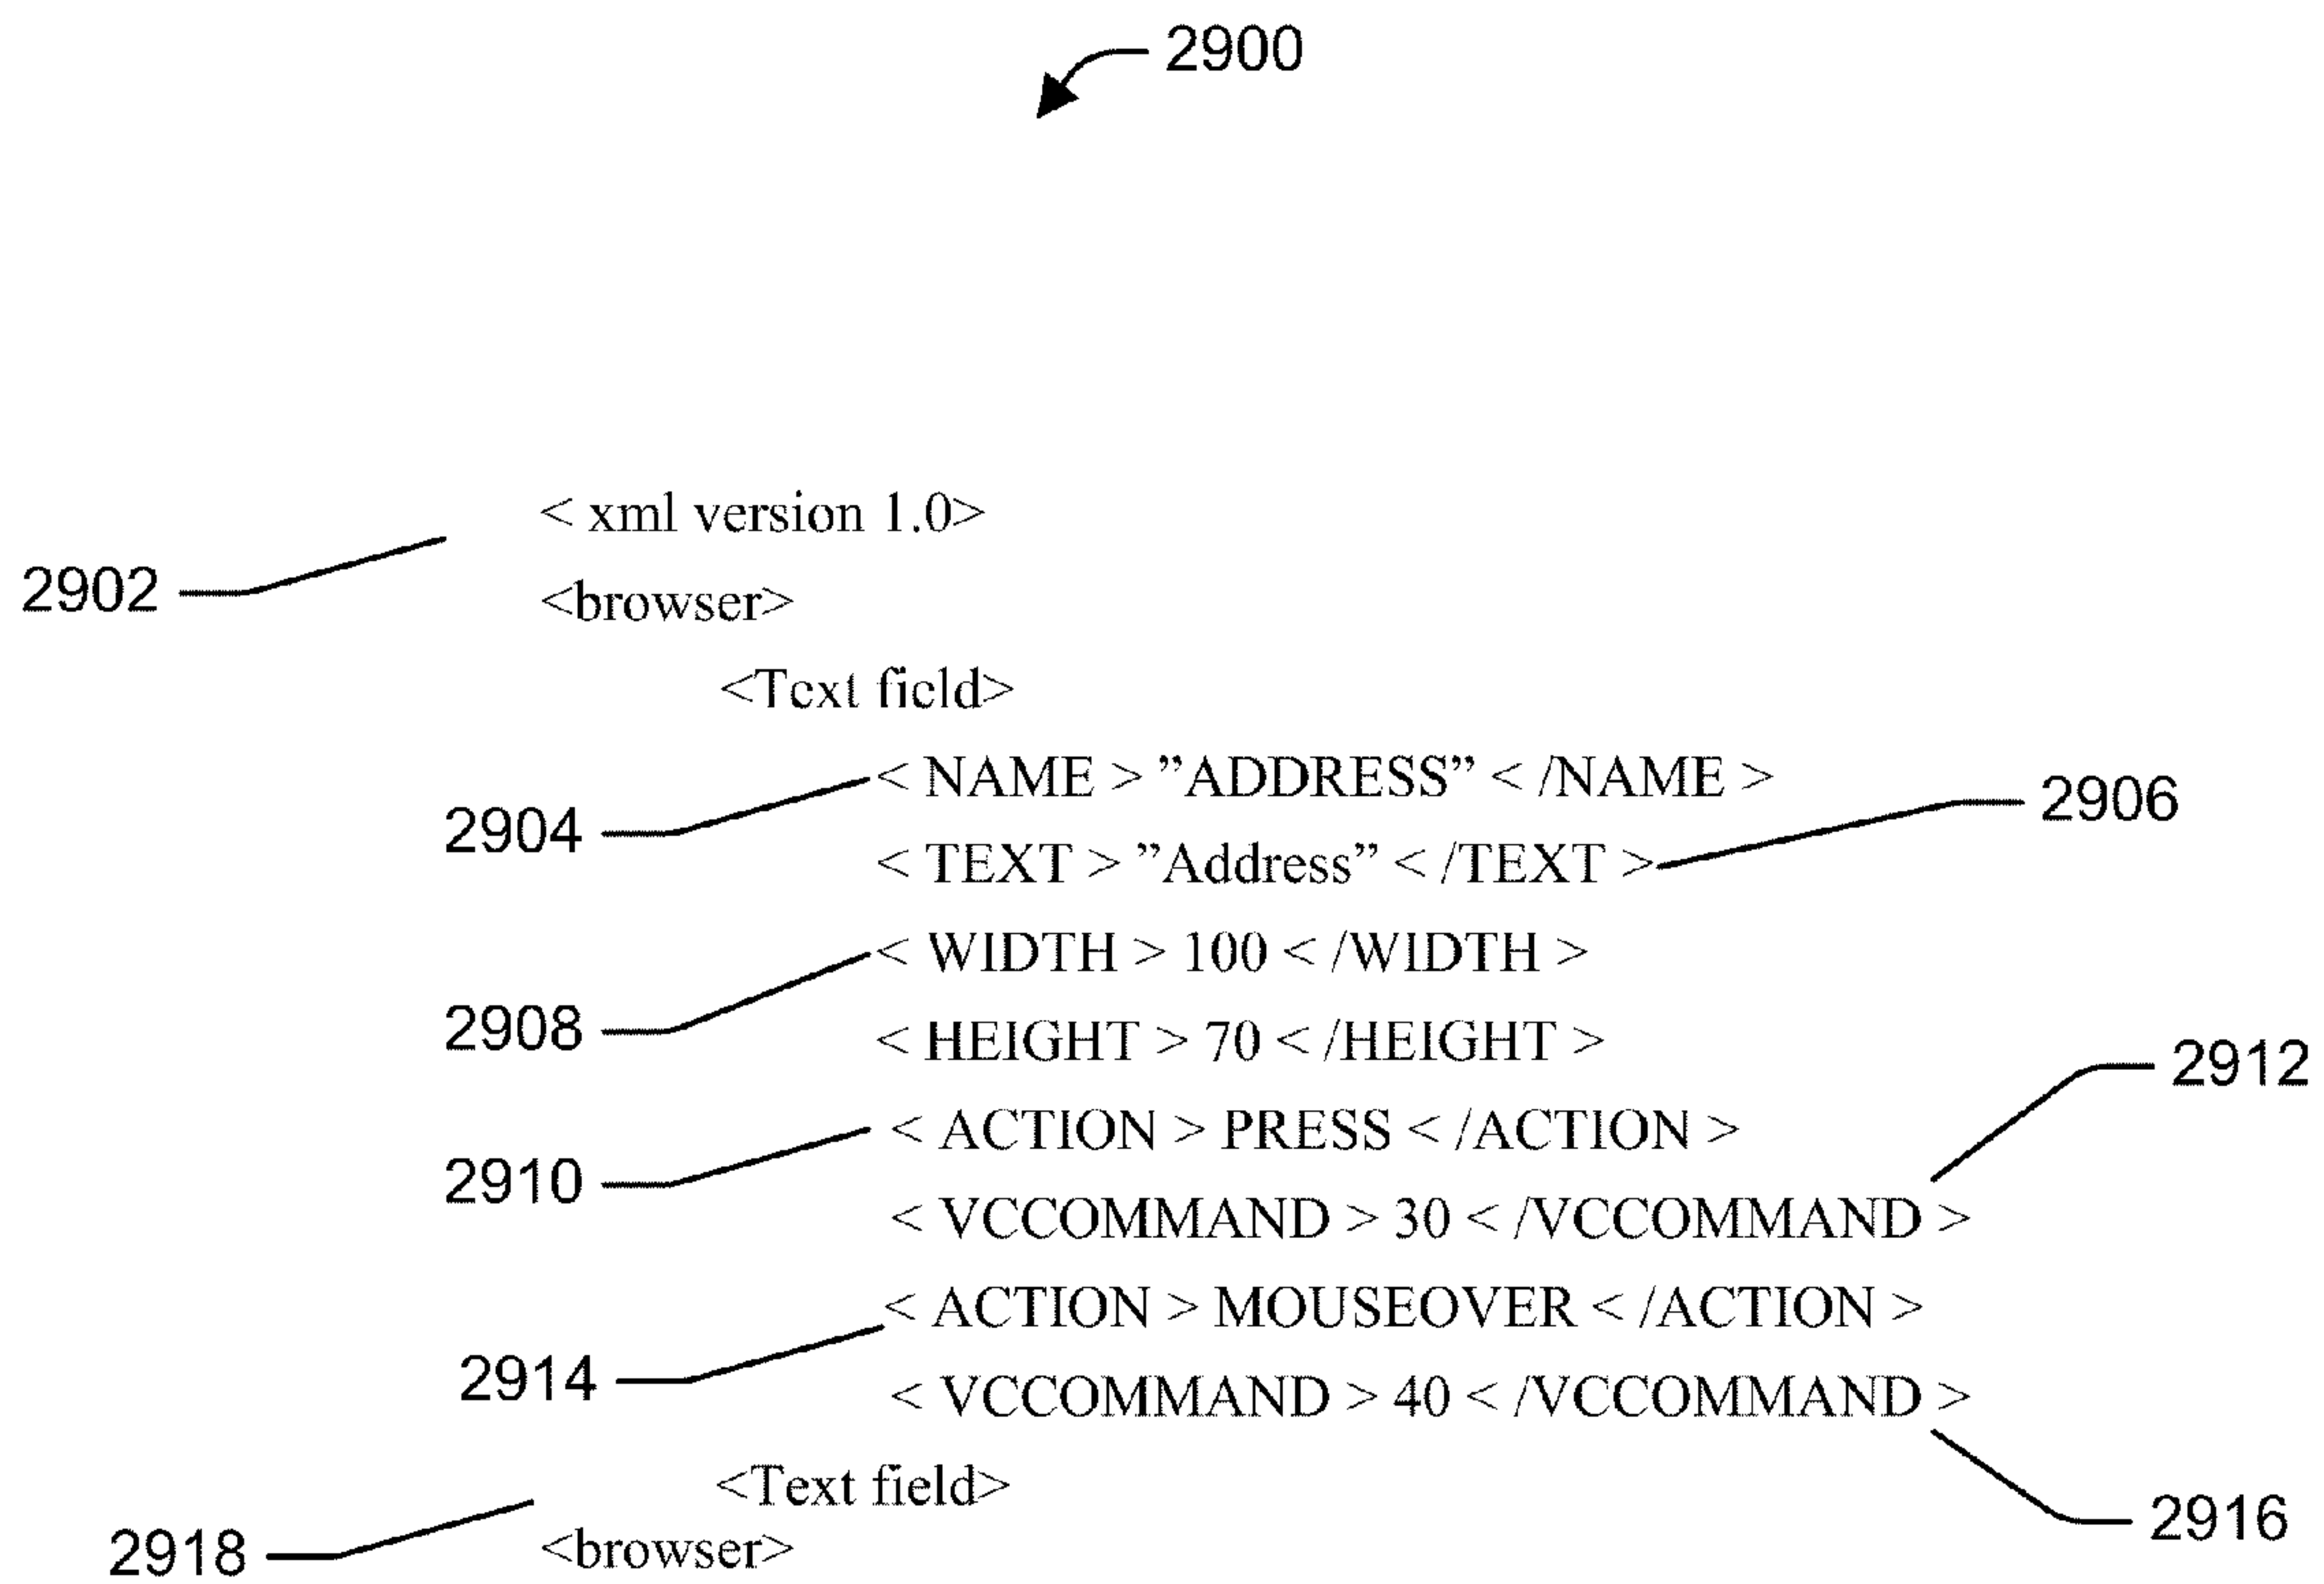 2900
< xml version 1.0>
2902
<browser>
<Text field>
< NAME > ”ADDRESS” < /NAME >
2904
2906
< TEXT > ”Address” < /TEXT >
< WIDTH > 100 < /WIDTH >
2908
< HEIGHT > 70 < /HEIGHT >
2912
< ACTION > PRESS < /ACTION >
2910
< VCCOMMAND > 30 < /VCCOMMAND >
< ACTION > MOUSEOVER < /ACTION >
2914
< VCCOMMAND > 40 < /VCCOMMAND >
<Text field>
2916
2918
<browser>